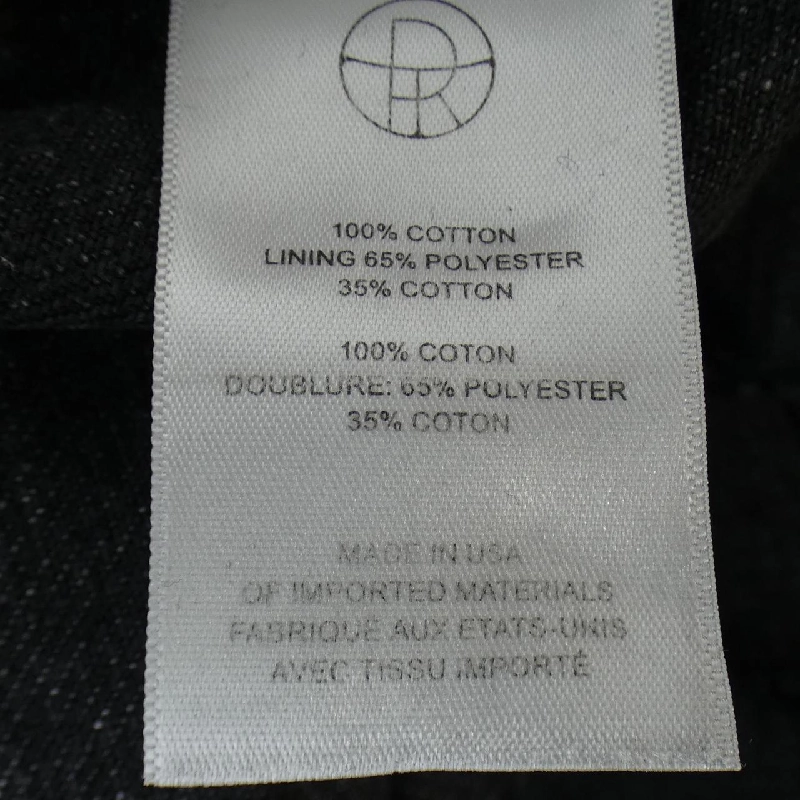 100% COTTON
LINING 65% POLYESTER
35% COTTON
100% COTON
DOUBLURE: 65% POLYESTER
35% COTON
MADE IN USA
OF IMPORTED MATERIALS
FABRIQUE AUX ETATS-UNIS
AVEC TISSU IMPORTÉ